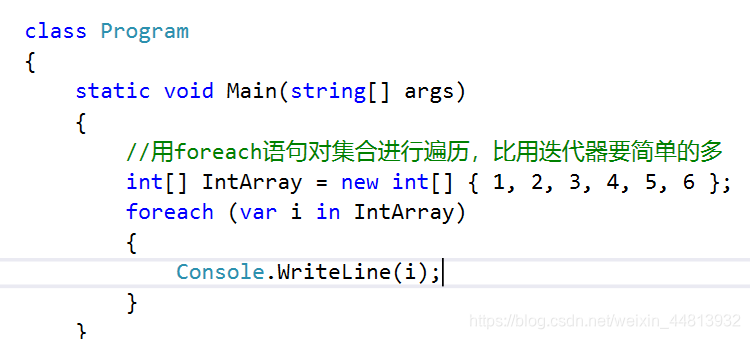 class Program
{
    static void Main(string[] args)
    {
        //用foreach语句对集合进行遍历，比用迭代器要简单的多
        int[] IntArray = new int[] { 1, 2, 3, 4, 5, 6 };
        foreach (var i in IntArray)
        {
            Console.WriteLine(i);
        }
    }
https://blog.csdn.net/weixin_44813932